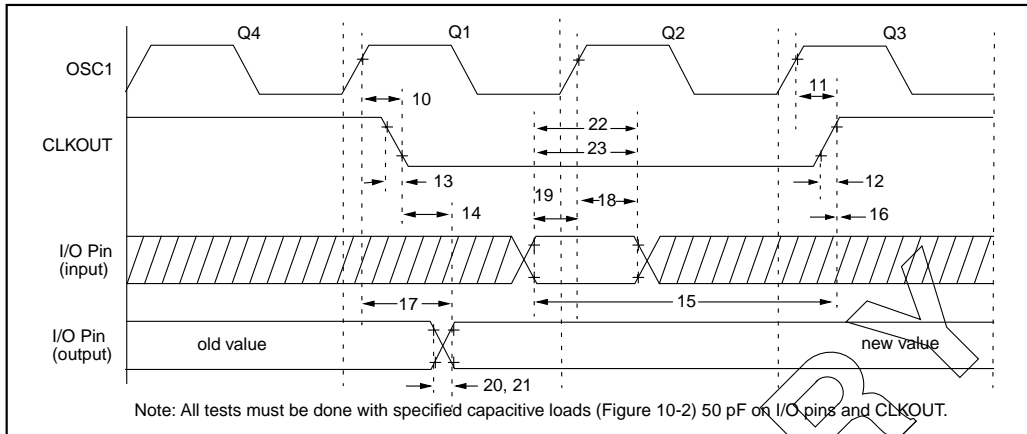 Q4 Q1 Q2 Q3
OSC1
10
11
CLKOUT
22
23
13
12
14
19
18
16
I/O Pin
(input)
17
15
I/O Pin
(output)
old value
new value
20, 21
Note: All tests must be done with specified capacitive loads (Figure 10-2) 50 pF on I/O pins and CLKOUT.